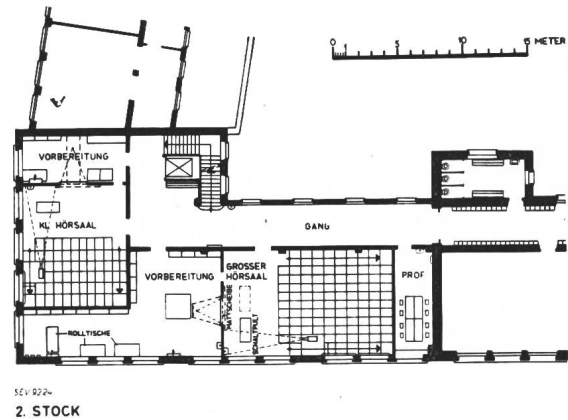 0 1 5 10 15 METER
VORBEREITUNG
KL. HÖRSAAL
GANG
VORBEREITUNG
GROSSER
HÖRSAAL
PROF
MATTSCHEIBE
SCHALTPULT
ROLLTISCHE
SEV 9224
2. STOCK